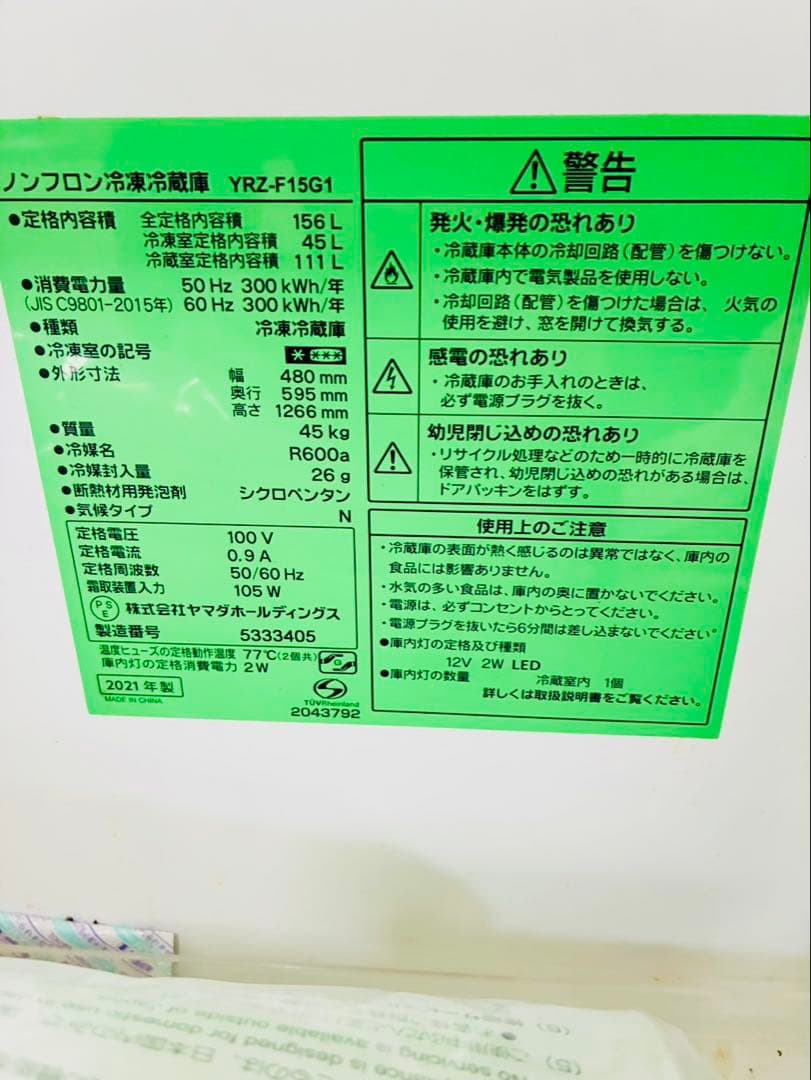 ノンフロン冷凍冷蔵庫 YRZ-F15G1
●定格内容積 全定格内容積 156 L
冷凍室定格内容積 45 L
冷蔵室定格内容積 111 L
●消費電力量 50 Hz 300 kWh/年
(JIS C9801-2015年) 60 Hz 300 kWh/年
●種類 冷凍冷蔵庫
●冷凍室の記号
●外形寸法 幅 480 mm
奥行 595 mm
高さ 1266 mm
●質量 45 kg
●冷媒名 R600a
●冷媒封入量 26 g
●断熱材用発泡剤 シクロペンタン
●気候タイプ N
定格電圧 100 V
定格電流 0.9 A
定格周波数 50/60 Hz
霜取装置入力 105 W
PSE 株式会社ヤマダホールディングス
製造番号 5333405
温度ヒューズの定格動作温度 77℃(2個共)
庫内灯の定格消費電力 2 W
2021 年製
MADE IN CHINA
TÜVRheinland
2043792
警告
発火・爆発の恐れあり
・冷蔵庫本体の冷却回路(配管)を傷つけない。
・冷蔵庫内で電気製品を使用しない。
・冷却回路(配管)を傷つけた場合は、火気の
使用を避け、窓を開けて換気する。
感電の恐れあり
・冷蔵庫のお手入れのときは、
必ず電源プラグを抜く。
幼児閉じ込めの恐れあり
・リサイクル処理などのため一時的に冷蔵庫を
保管され、幼児閉じ込めの恐れがある場合は、
ドアパッキンをはずす。
使用上のご注意
・冷蔵庫の表面が熱く感じるのは異常ではなく、庫内の
食品には影響ありません。
・水気の多い食品は、庫内の奥に置かないでください。
・電源は、必ずコンセントからとってください。
・電源プラグを抜いたら6分間は差し込まないでください。
●庫内灯の定格及び種類
12V 2W LED
●庫内灯の数量 冷蔵室内 1個
詳しくは取扱説明書をご覧ください。
No servicing is available outside of
is designed for domestic use